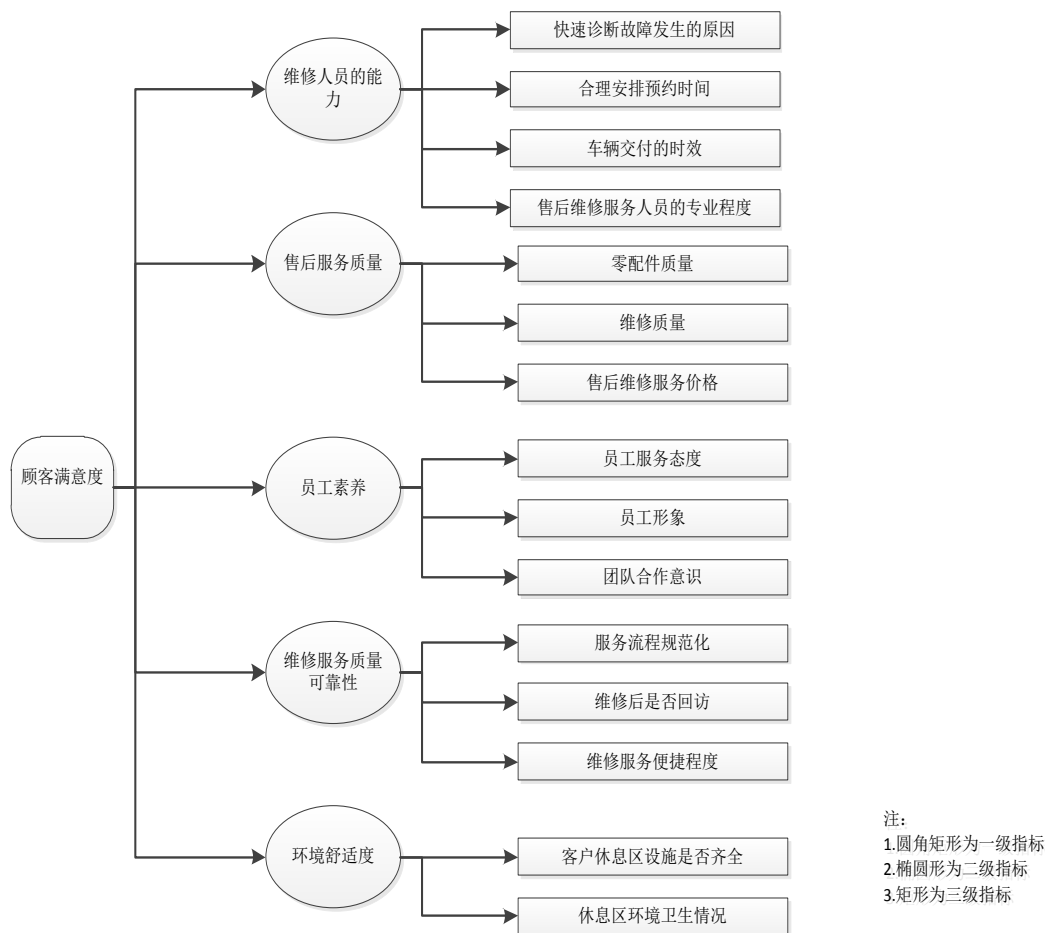 快速诊断故障发生的原因
维修人员的能
力
合理安排预约时间
车辆交付的时效
售后维修服务人员的专业程度
售后服务质量
零配件质量
维修质量
售后维修服务价格
顾客满意度
员工素养
员工服务态度
员工形象
团队合作意识
维修服务质量
可靠性
服务流程规范化
维修后是否回访
维修服务便捷程度
环境舒适度
客户休息区设施是否齐全
休息区环境卫生情况
注：
1.圆角矩形为一级指标
2.椭圆形为二级指标
3.矩形为三级指标